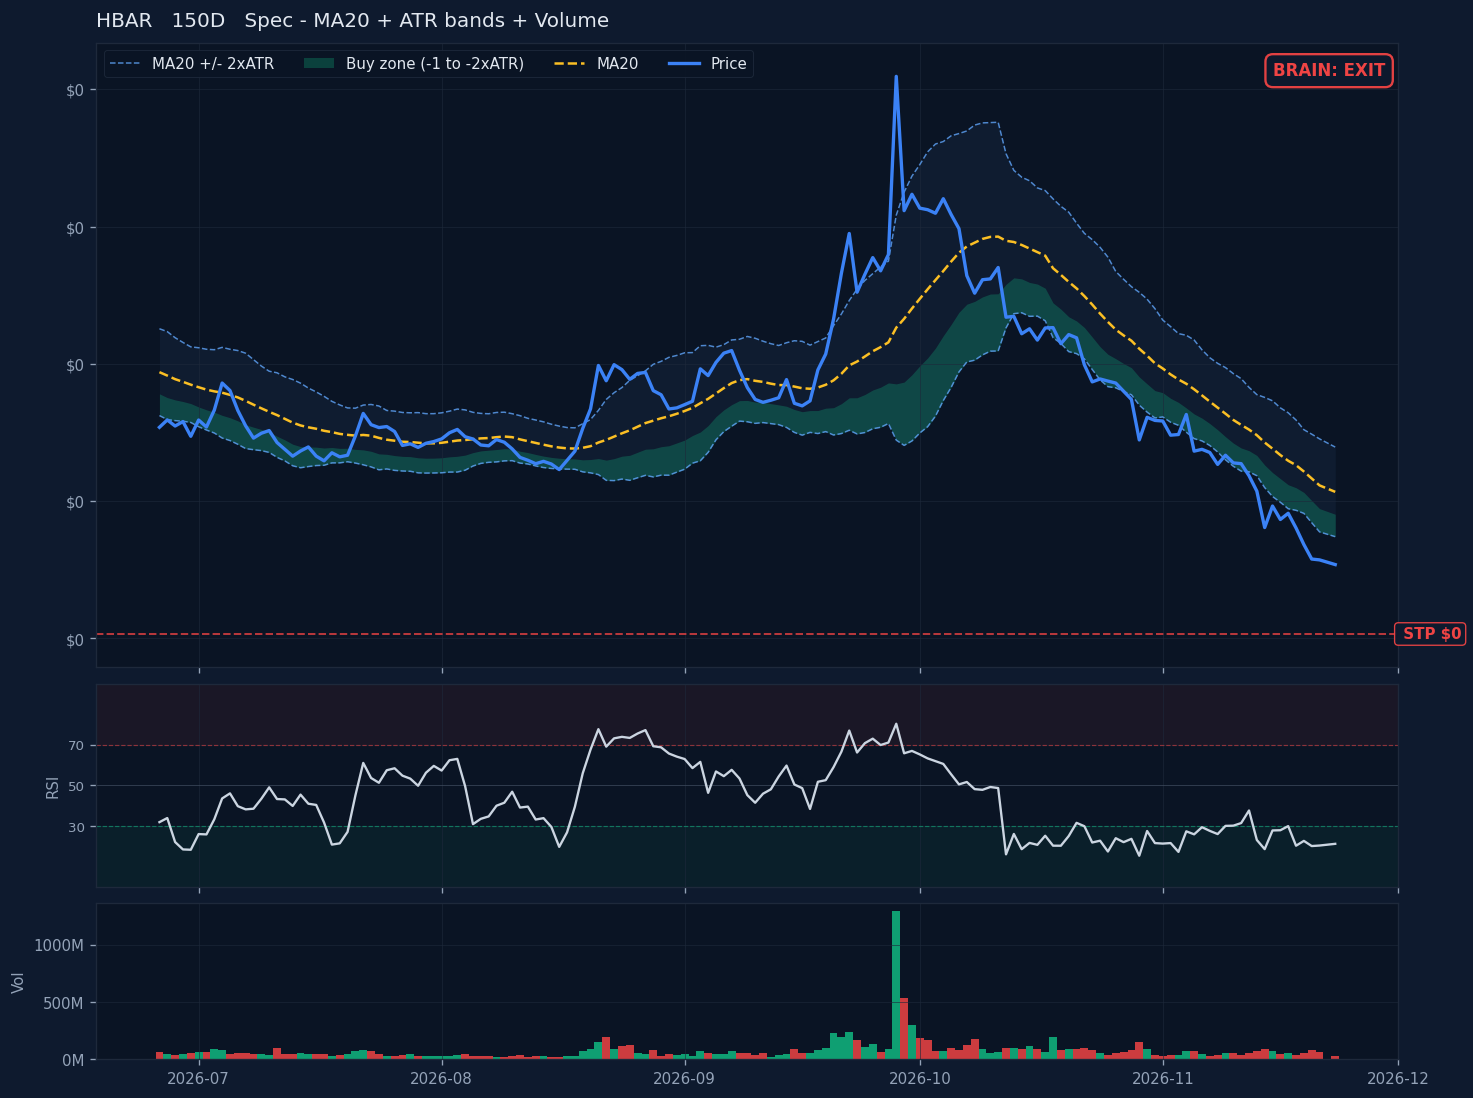 HBAR   150D   Spec - MA20 + ATR bands + Volume
MA20 +/- 2xATR   Buy zone (-1 to -2xATR)   MA20   Price
BRAIN: EXIT
$0
$0
$0
$0
$0
STP $0
RSI
70
50
30
Vol
1000M
500M
0M
2026-07   2026-08   2026-09   2026-10   2026-11   2026-12